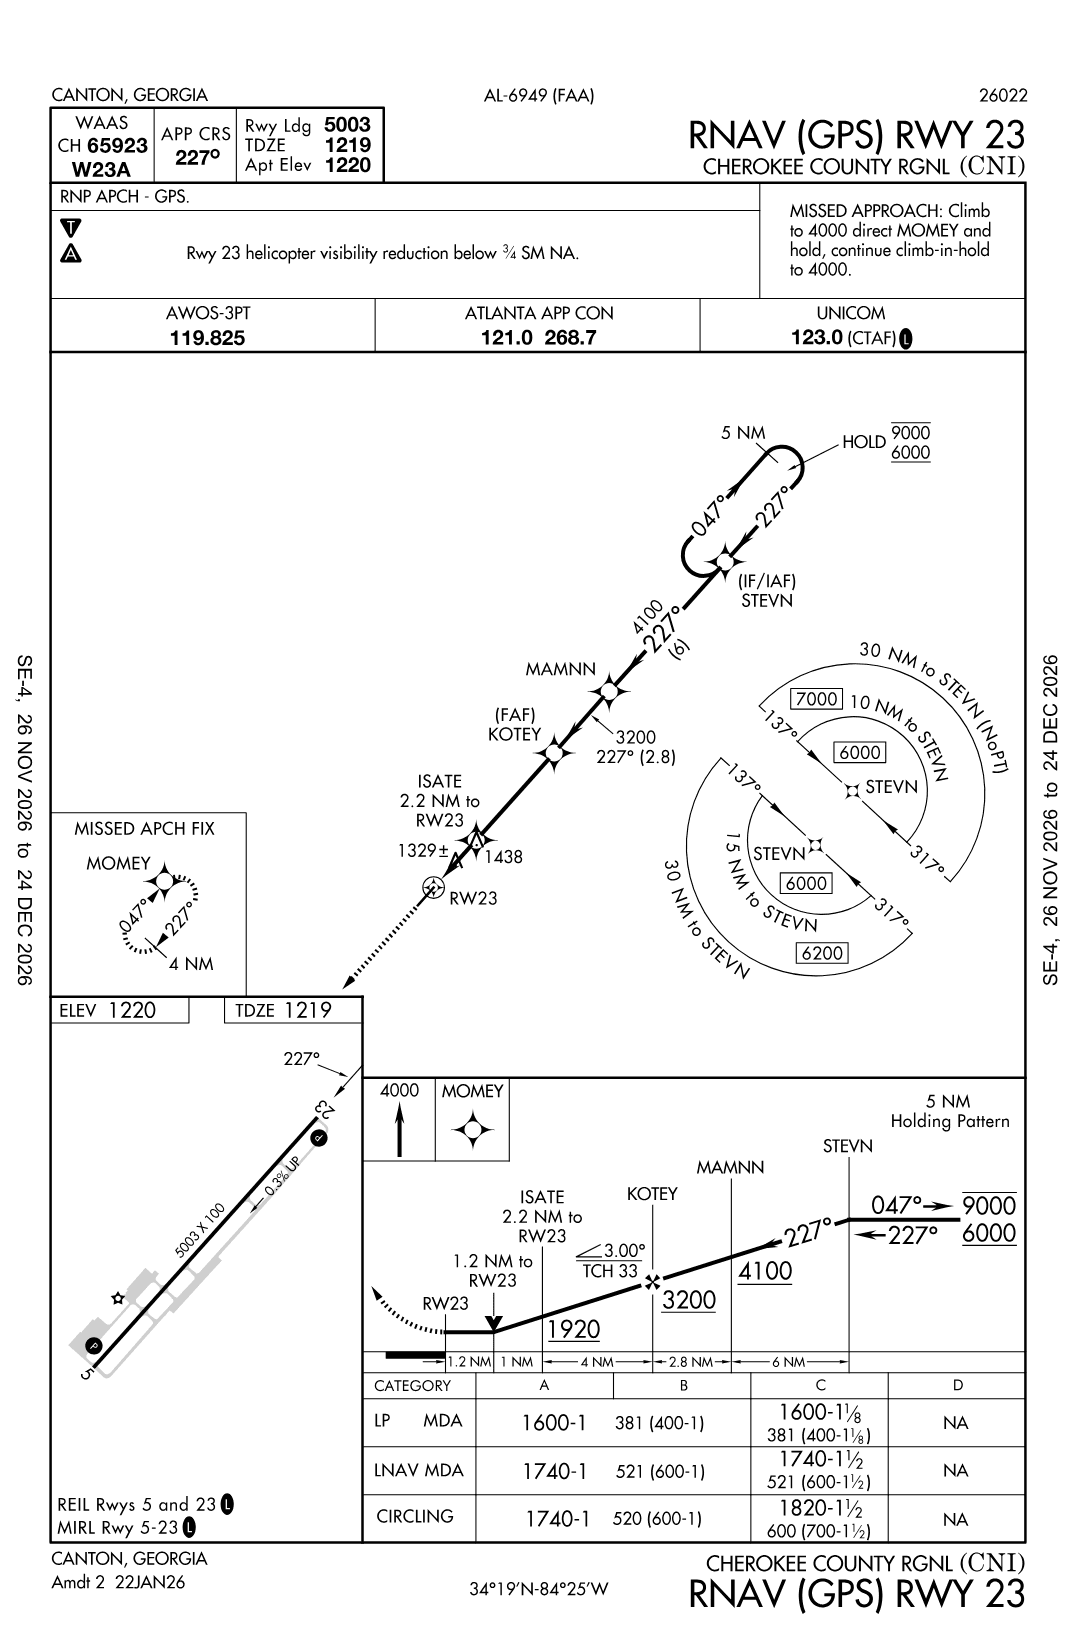 CANTON, GEORGIA
AL-6949 (FAA)
26022
WAAS
CH 65923
W23A
APP CRS
227°
Rwy Ldg 5003
TDZE 1219
Apt Elev 1220
RNAV (GPS) RWY 23
CHEROKEE COUNTY RGNL (CNI)
RNP APCH - GPS.
T
A
Rwy 23 helicopter visibility reduction below ¾ SM NA.
MISSED APPROACH: Climb
to 4000 direct MOMEY and
hold, continue climb-in-hold
to 4000.
AWOS-3PT
119.825
ATLANTA APP CON
121.0 268.7
UNICOM
123.0 (CTAF) L
5 NM
HOLD 9000
6000
047°
227°
(IF/IAF)
STEVN
4100
227°
(6)
MAMNN
(FAF)
KOTEY
3200
227° (2.8)
ISATE
2.2 NM to
RW23
1329±
1438
RW23
30 NM to STEVN (NoPT)
7000
10 NM to STEVN
137°
6000
STEVN
317°
137°
STEVN
6000
15 NM to STEVN
317°
30 NM to STEVN
6200
MISSED APCH FIX
MOMEY
047°
227°
4 NM
SE-4, 26 NOV 2026 to 24 DEC 2026
SE-4, 26 NOV 2026 to 24 DEC 2026
ELEV 1220
TDZE 1219
227°
23
P
0.3% UP
5003 X 100
P
5
REIL Rwys 5 and 23 L
MIRL Rwy 5-23 L
4000
MOMEY
5 NM
Holding Pattern
STEVN
MAMNN
KOTEY
ISATE
2.2 NM to
RW23
1.2 NM to
RW23
RW23
3.00°
TCH 33
047°
9000
227°
227°
6000
4100
3200
1920
1.2 NM
1 NM
4 NM
2.8 NM
6 NM
CATEGORY A B C D
LP MDA 1600-1 381 (400-1) 1600-1⅛ NA
381 (400-1⅛)
LNAV MDA 1740-1 521 (600-1) 1740-1½ NA
521 (600-1½)
CIRCLING 1740-1 520 (600-1) 1820-1½ NA
600 (700-1½)
CANTON, GEORGIA
Amdt 2 22JAN26
34°19'N-84°25'W
CHEROKEE COUNTY RGNL (CNI)
RNAV (GPS) RWY 23